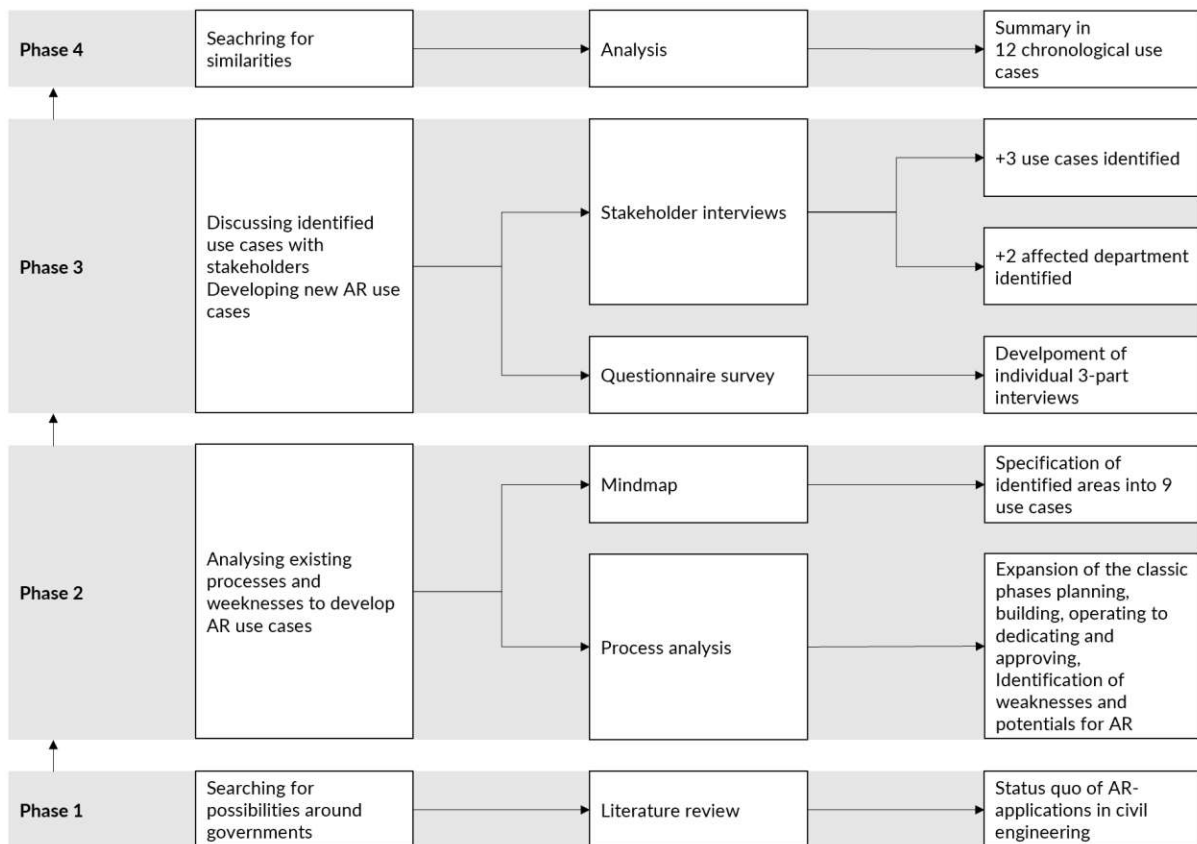 Phase 4
Seachring for
similarities
Analysis
Summary in
12 chronological use
cases
Phase 3
Discussing identified
use cases with
stakeholders
Developing new AR use
cases
Stakeholder interviews
+3 use cases identified
+2 affected department
identified
Questionnaire survey
Develpoment of
individual 3-part
interviews
Phase 2
Analysing existing
processes and
weeknesses to develop
AR use cases
Mindmap
Specification of
identified areas into 9
use cases
Process analysis
Expansion of the classic
phases planning,
building, operating to
dedicating and
approving,
Identification of
weaknesses and
potentials for AR
Phase 1
Searching for
possibilities around
governments
Literature review
Status quo of AR-
applications in civil
engineering